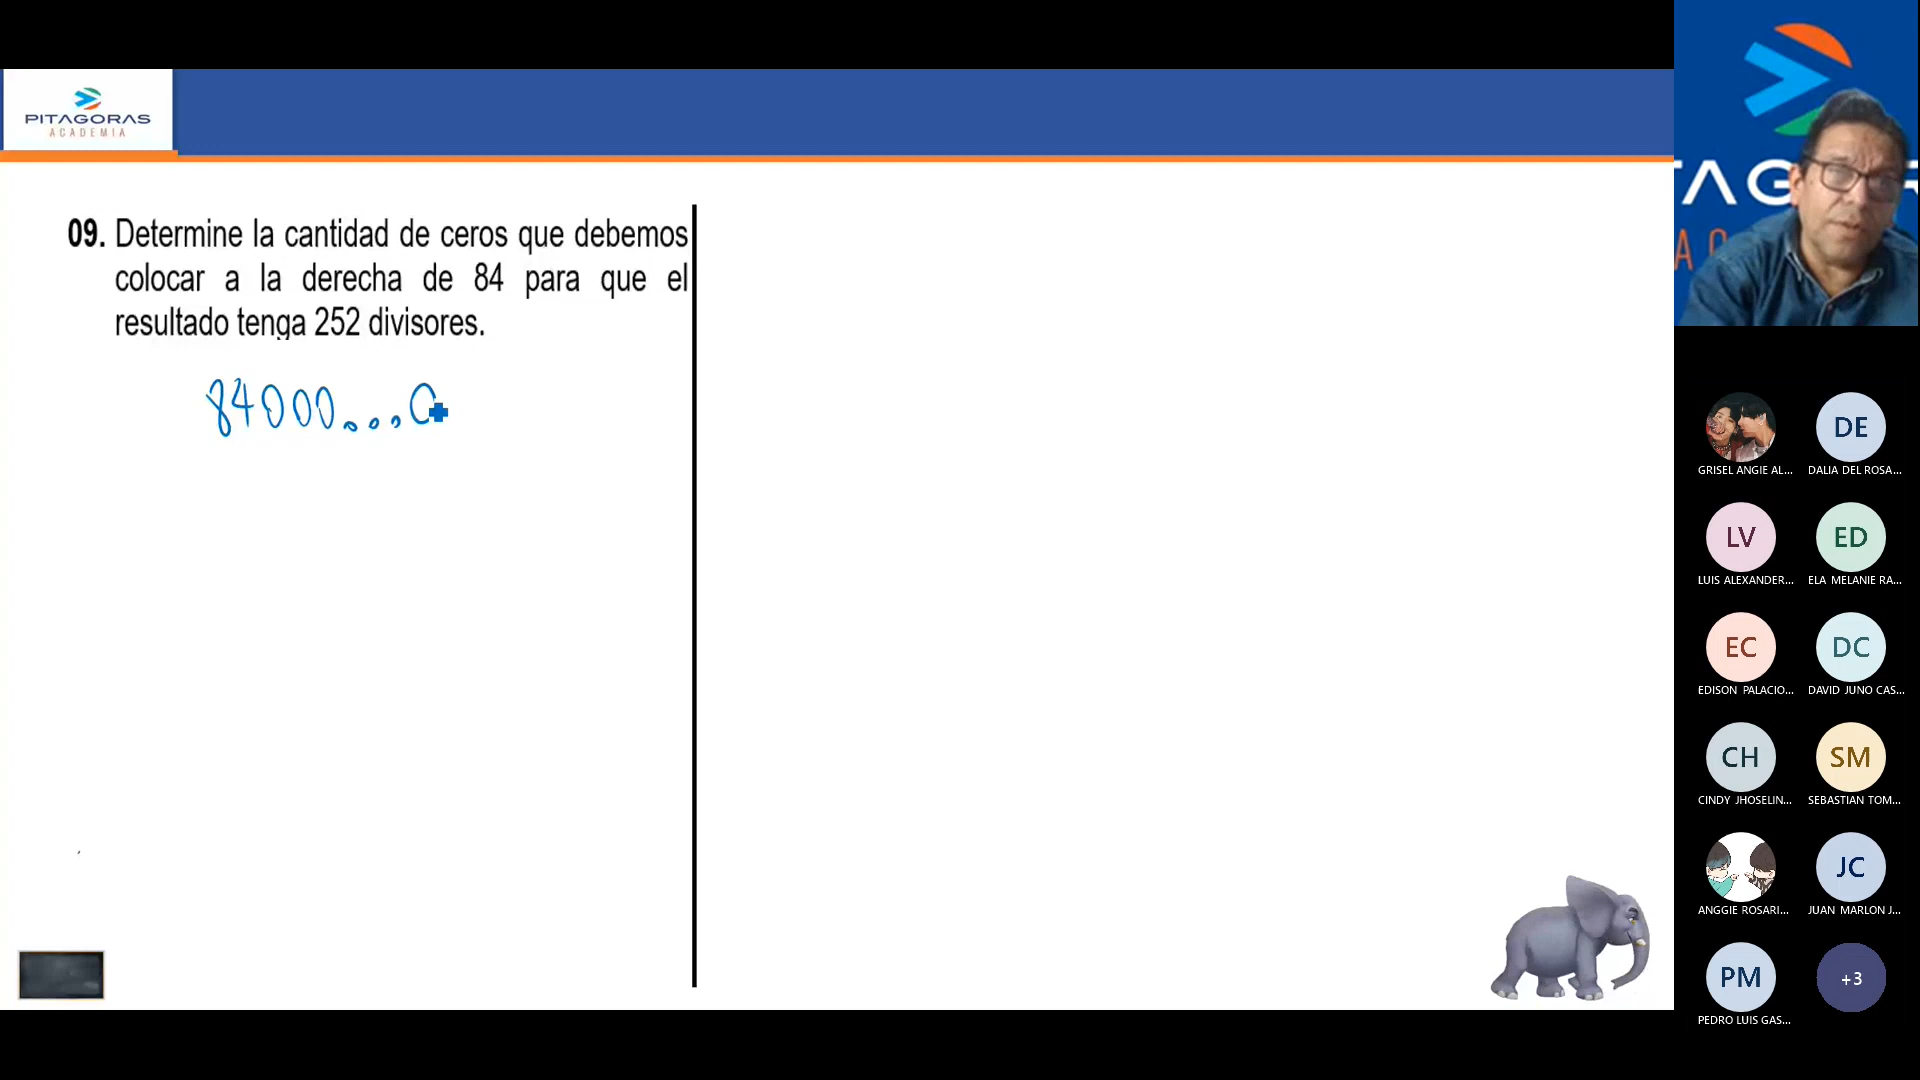 PITAGORAS
ACADEMIA
09. Determine la cantidad de ceros que debemos
colocar a la derecha de 84 para que el
resultado tenga 252 divisores.
84000...0
TAGOR
AC
GRISEL ANGIE AL...
DE
DALIA DEL ROSA...
LV
LUIS ALEXANDER...
ED
ELA MELANIE RA...
EC
EDISON PALACIO...
DC
DAVID JUNO CAS...
CH
CINDY JHOSELIN...
SM
SEBASTIAN TOM...
ANGGIE ROSARI...
JC
JUAN MARLON J...
PM
PEDRO LUIS GAS...
+3